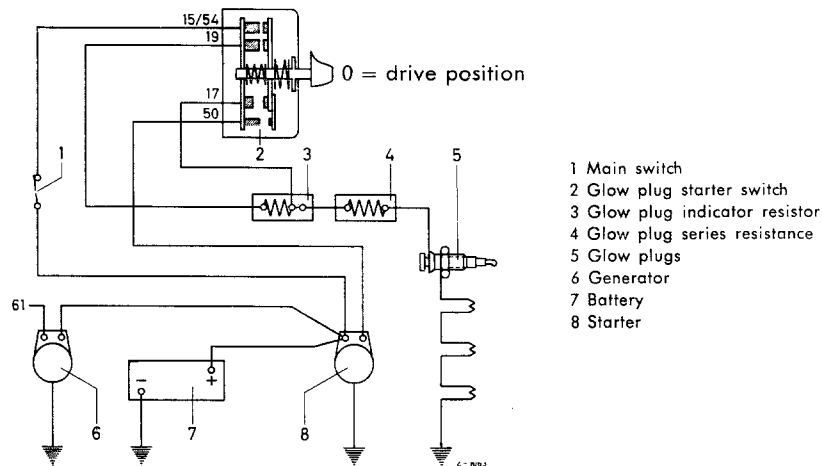 15/54
19
0 = drive position
17
50
1
2
3
4
5
1 Main switch
2 Glow plug starter switch
3 Glow plug indicator resistor
4 Glow plug series resistance
5 Glow plugs
6 Generator
7 Battery
8 Starter
61
- +
6
7
8